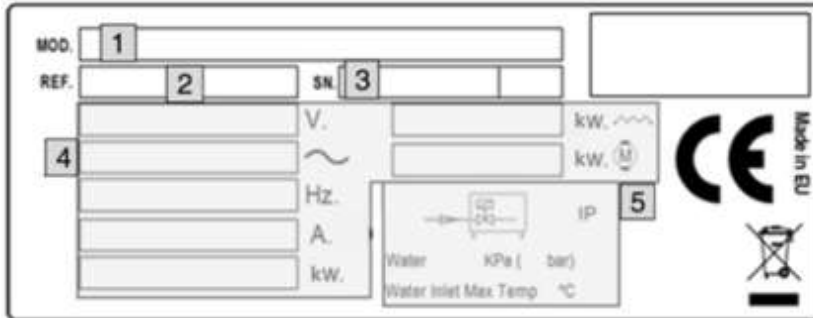 MOD. 1
REF. 2 SN. 3
V. kw.
4 kw. M
Hz. 5
A. IP
kw.
Water KPa ( bar)
Water Inlet Max Temp °C
CE
Made in EU